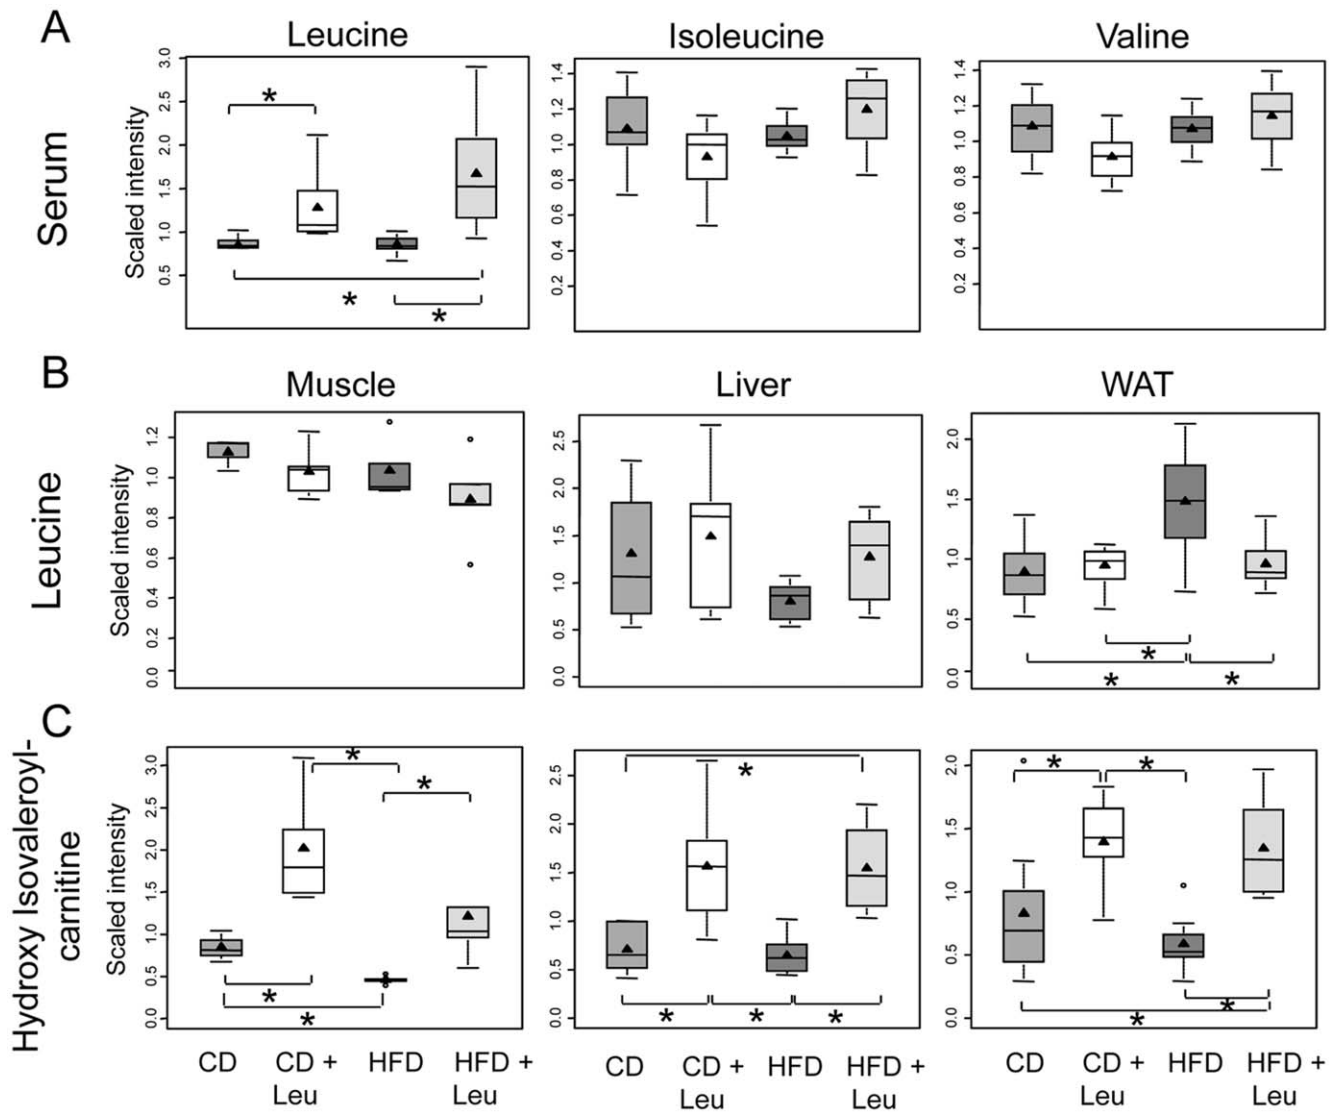 A
Leucine
Isoleucine
Valine
Serum
Scaled intensity
3.0
2.5
2.0
1.5
1.0
0.5
*
*
*
1.4
1.2
1.0
0.8
0.6
0.4
0.2
1.4
1.2
1.0
0.8
0.6
0.4
0.2
B
Muscle
Liver
WAT
Leucine
Scaled intensity
1.2
1.0
0.8
0.6
0.4
0.2
0.0
2.5
2.0
1.5
1.0
0.5
0.0
2.0
1.5
1.0
0.5
0.0
*
*
*
C
Hydroxy Isovaleroyl-
carnitine
Scaled intensity
3.0
2.5
2.0
1.5
1.0
0.5
0.0
*
*
*
*
2.5
2.0
1.5
1.0
0.5
0.0
*
*
*
*
2.0
1.5
1.0
0.5
0.0
*
*
*
*
CD
CD +
Leu
HFD
HFD +
Leu
CD
CD +
Leu
HFD
HFD +
Leu
CD
CD +
Leu
HFD
HFD +
Leu